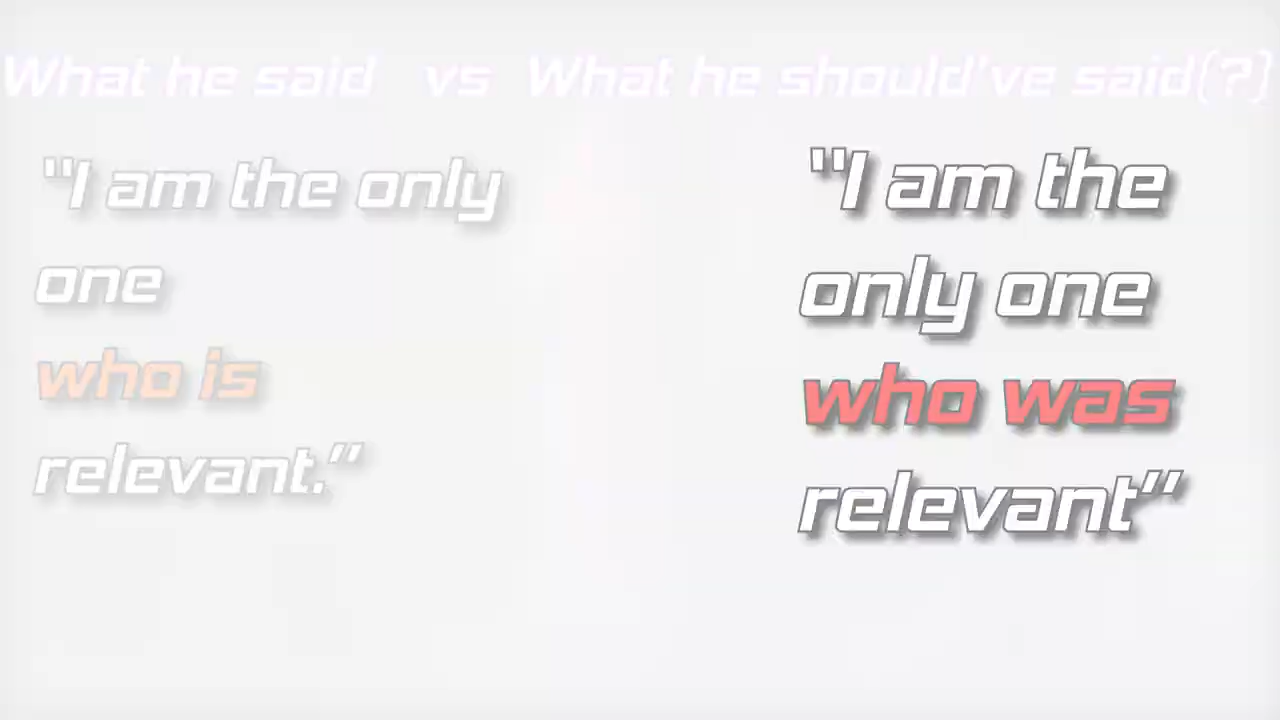 What he said vs What he should've said(?)
"I am the only
one
who is
relevant.”
"I am the
only one
who was
relevant”